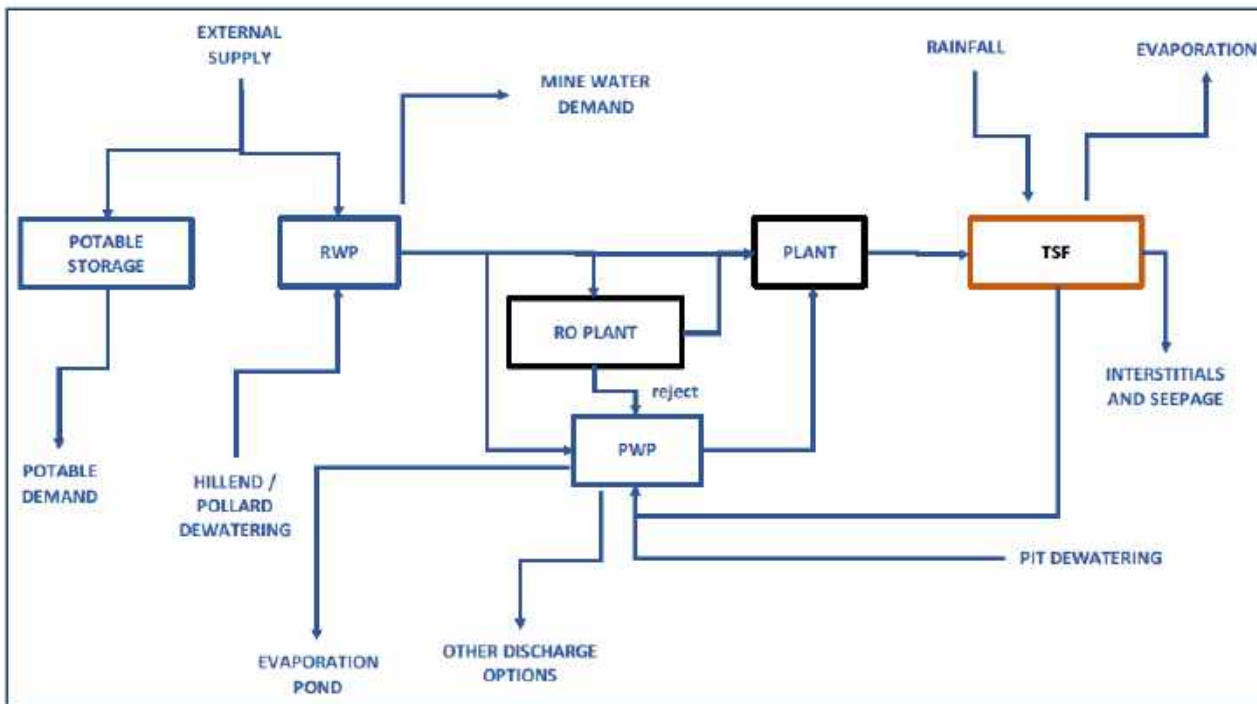 EXTERNAL
SUPPLY
RAINFALL
EVAPORATION
MINE WATER
DEMAND
POTABLE
STORAGE
RWP
PLANT
TSF
RO PLANT
reject
INTERSTITIALS
AND SEEPAGE
PWP
POTABLE
DEMAND
HILLEND /
POLLARD
DEWATERING
PIT DEWATERING
EVAPORATION
POND
OTHER DISCHARGE
OPTIONS